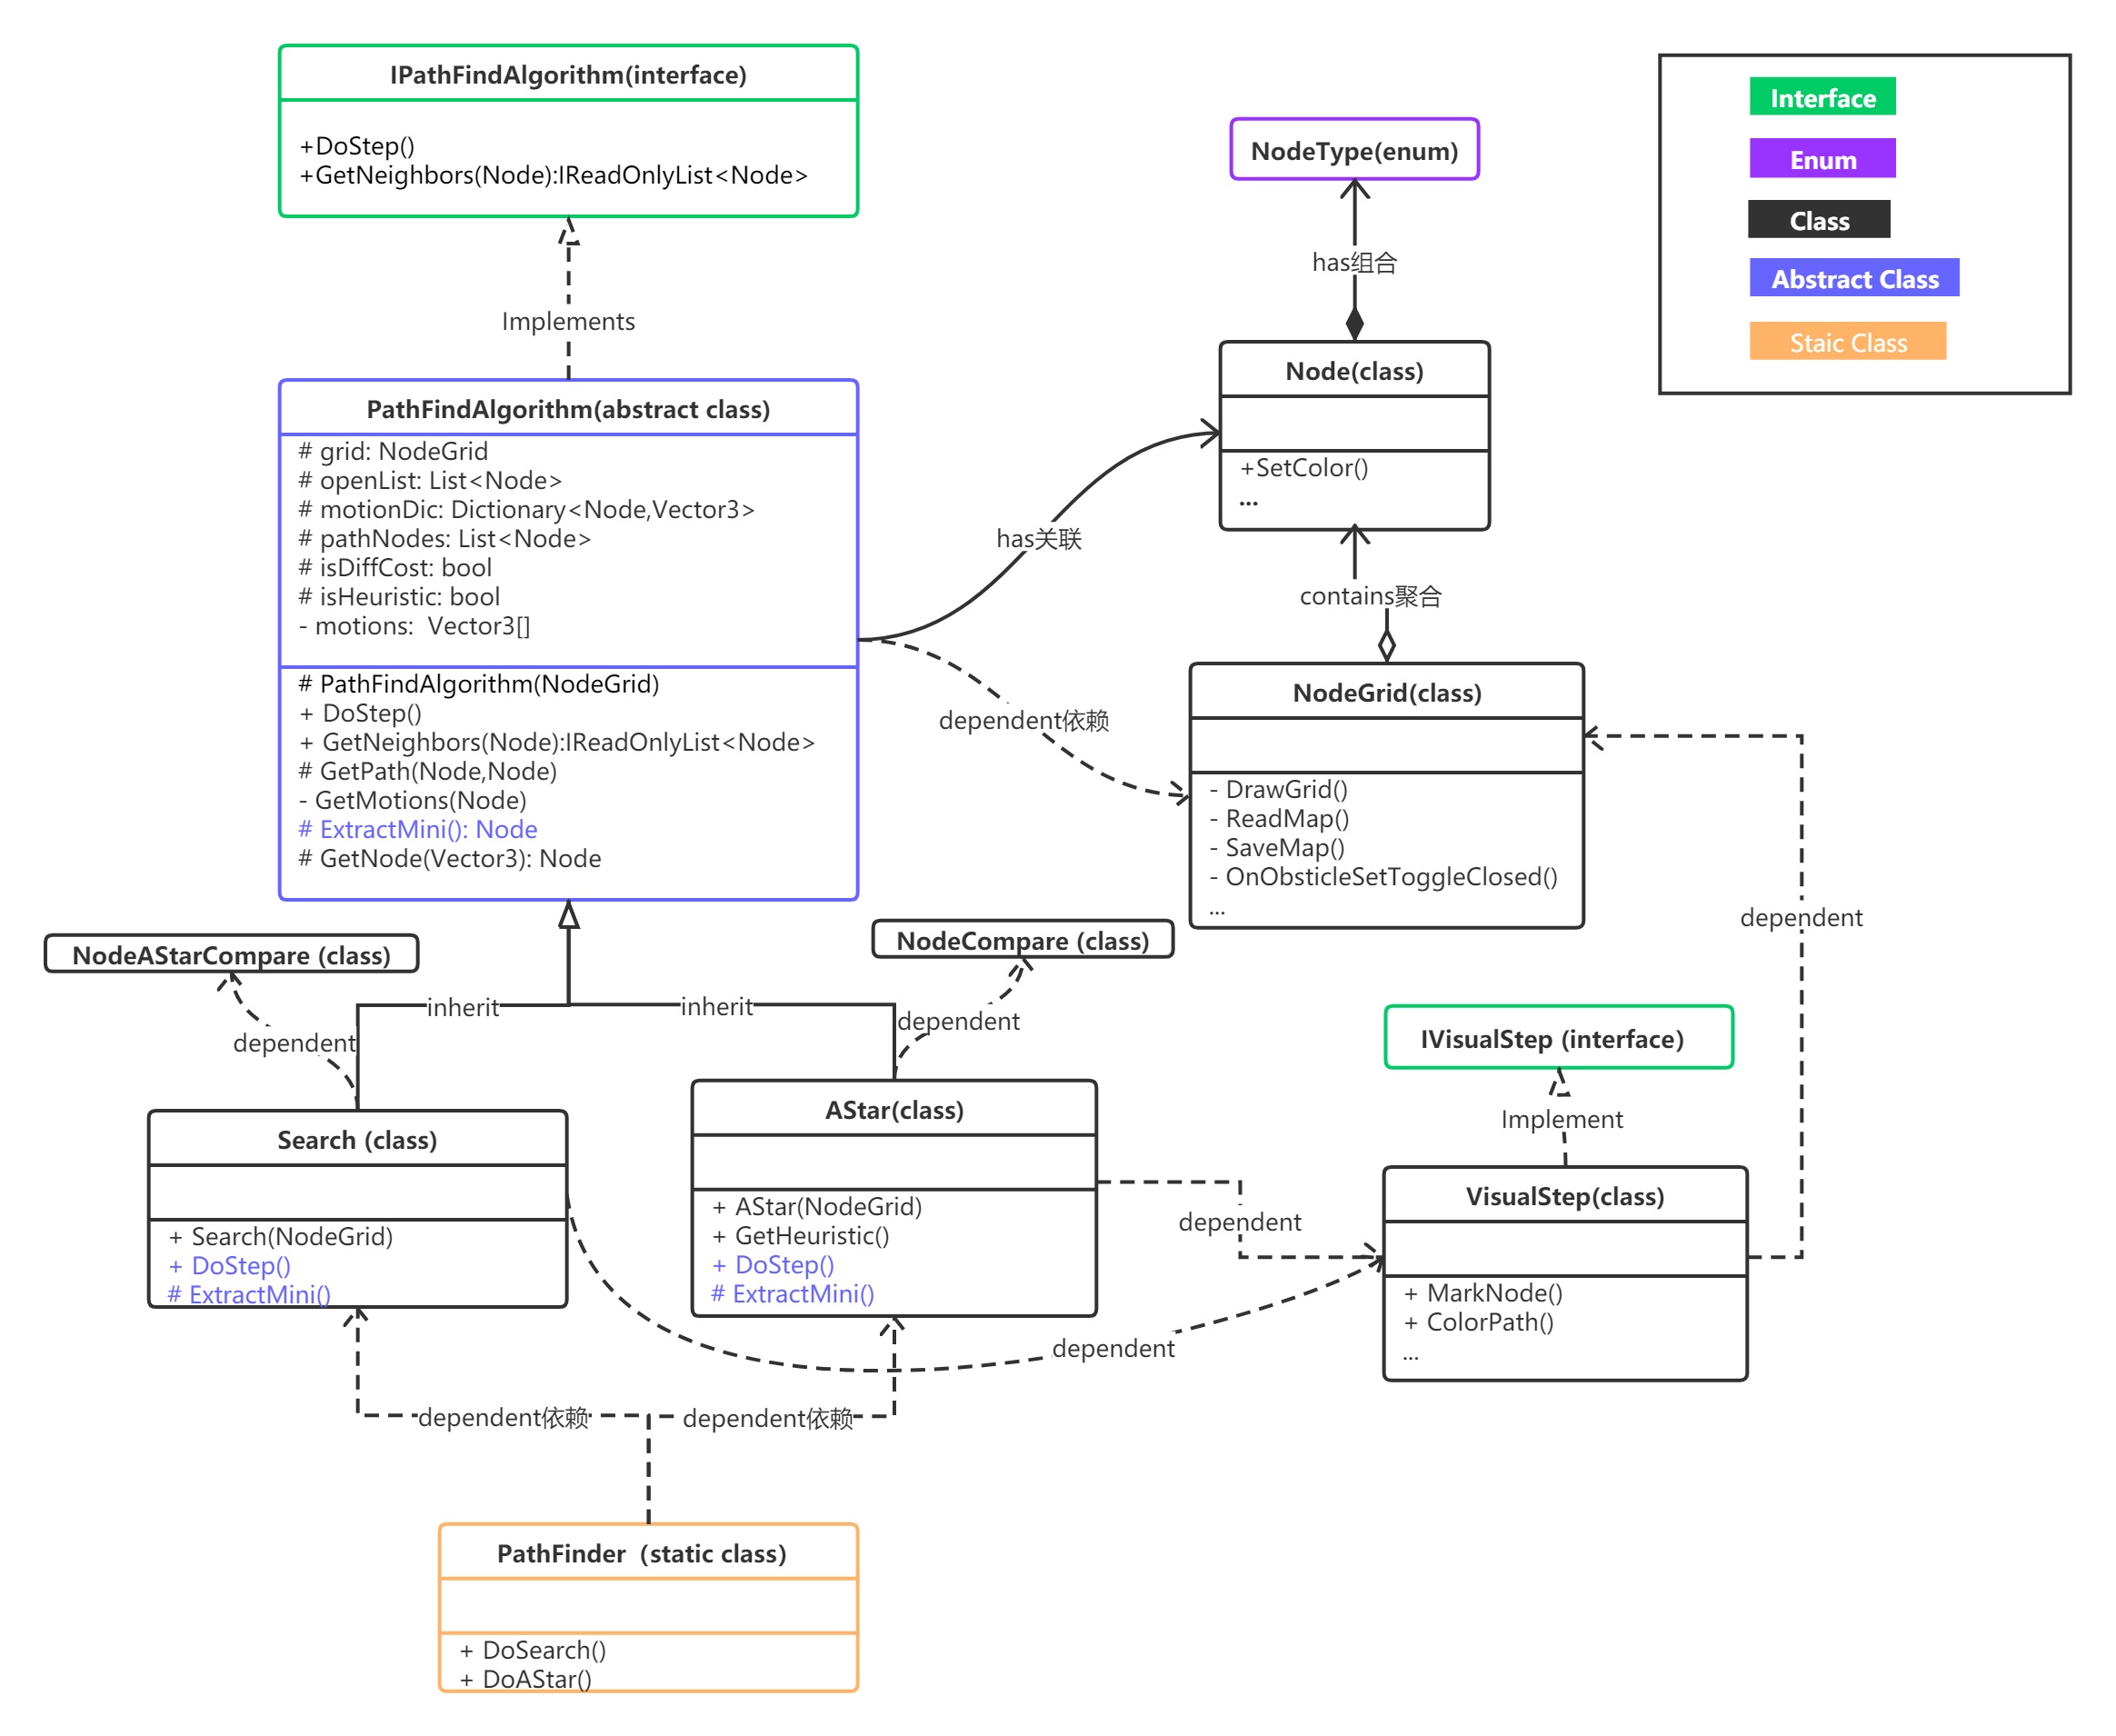 IPathFindAlgorithm(interface)
+DoStep()
+GetNeighbors(Node):IReadOnlyList<Node>
Implements
PathFindAlgorithm(abstract class)
# grid: NodeGrid
# openList: List<Node>
# motionDic: Dictionary<Node,Vector3>
# pathNodes: List<Node>
# isDiffCost: bool
# isHeuristic: bool
- motions:  Vector3[]
# PathFindAlgorithm(NodeGrid)
+ DoStep()
+ GetNeighbors(Node):IReadOnlyList<Node>
# GetPath(Node,Node)
- GetMotions(Node)
# ExtractMini(): Node
# GetNode(Vector3): Node
NodeType(enum)
has组合
Node(class)
+SetColor()
...
has关联
contains聚合
dependent依赖
NodeGrid(class)
- DrawGrid()
- ReadMap()
- SaveMap()
- OnObsticleSetToggleClosed()
...
dependent
Interface
Enum
Class
Abstract Class
Staic Class
NodeAStarCompare (class)
NodeCompare (class)
inherit
inherit
dependent
dependent
Search (class)
+ Search(NodeGrid)
+ DoStep()
# ExtractMini()
AStar(class)
+ AStar(NodeGrid)
+ GetHeuristic()
+ DoStep()
# ExtractMini()
IVisualStep (interface)
Implement
VisualStep(class)
+ MarkNode()
+ ColorPath()
...
dependent
dependent
dependent依赖
dependent依赖
PathFinder (static class)
+ DoSearch()
+ DoAStar()